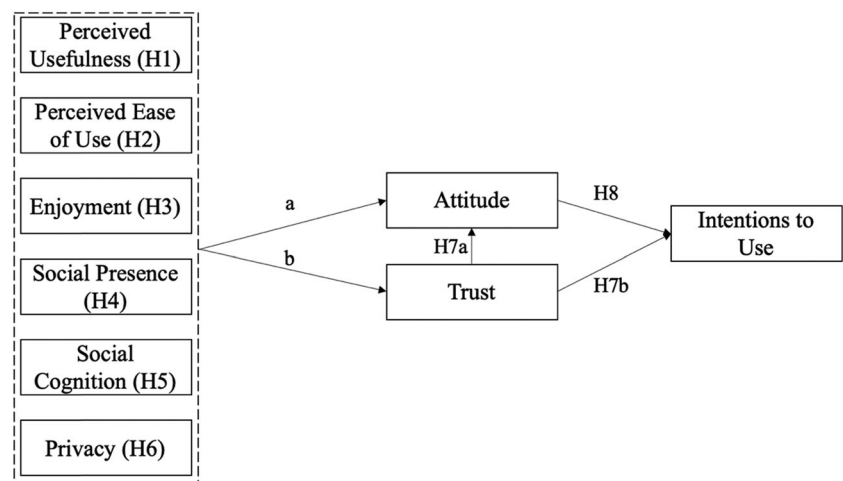 Perceived
Usefulness (H1)
Perceived Ease
of Use (H2)
Enjoyment (H3)
Social Presence
(H4)
Social
Cognition (H5)
Privacy (H6)
a
b
Attitude
H7a
Trust
H8
H7b
Intentions to
Use